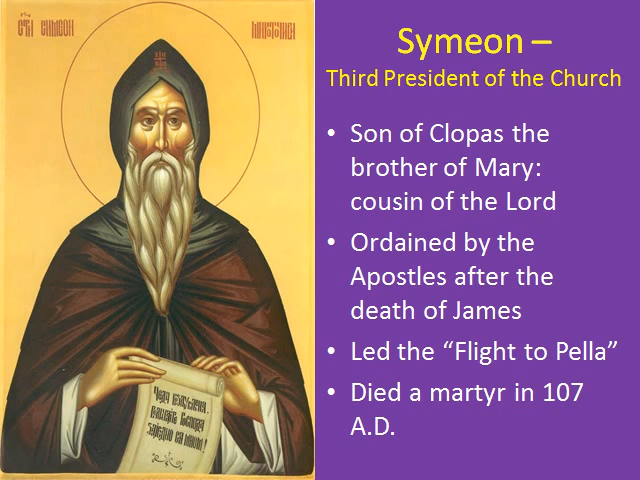 СИМЕОН
Symeon –
Third President of the Church
• Son of Clopas the
brother of Mary:
cousin of the Lord
• Ordained by the
Apostles after the
death of James
• Led the “Flight to Pella”
• Died a martyr in 107
A.D.